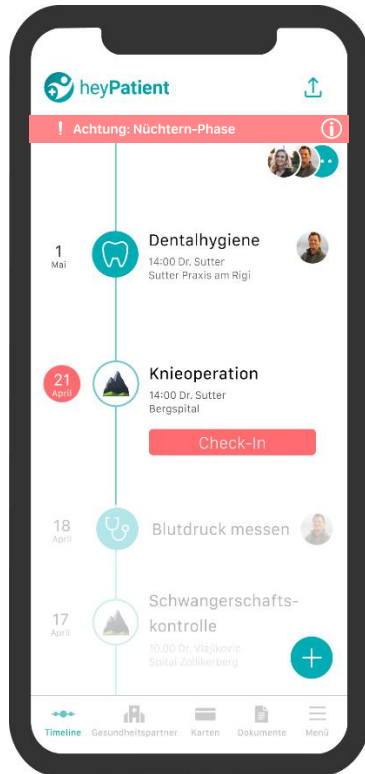 heyPatient
! Achtung: Nüchtern-Phase i
1
Mai
Dentalhygiene
14:00 Dr. Sutter
Sutter Praxis am Rigi
21
April
Knieoperation
14:00 Dr. Sutter
Bergspital
Check-In
18
April
Blutdruck messen
17
April
Schwangerschafts-
kontrolle
10.00 Dr. Vlajkovic
Spital Zollikerberg
+
Timeline Gesundheitspartner Karten Dokumente Menü